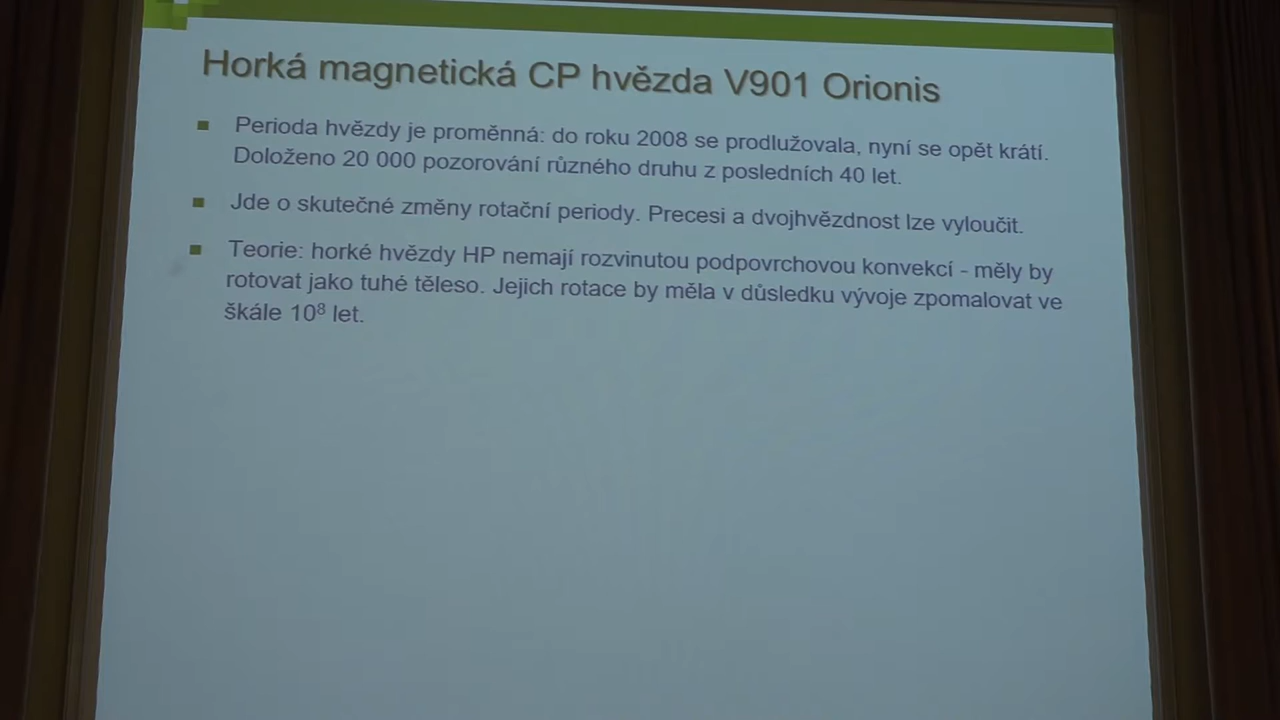 Horká magnetická CP hvězda V901 Orionis
Perioda hvězdy je proměnná: do roku 2008 se prodlužovala, nyní se opět krátí.
Doloženo 20 000 pozorování různého druhu z posledních 40 let.
Jde o skutečné změny rotační periody. Precesi a dvojhvězdnost lze vyloučit.
Teorie: horké hvězdy HP nemají rozvinutou podpovrchovou konvekcí - měly by
rotovat jako tuhé těleso. Jejich rotace by měla v důsledku vývoje zpomalovat ve
škále 10⁸ let.